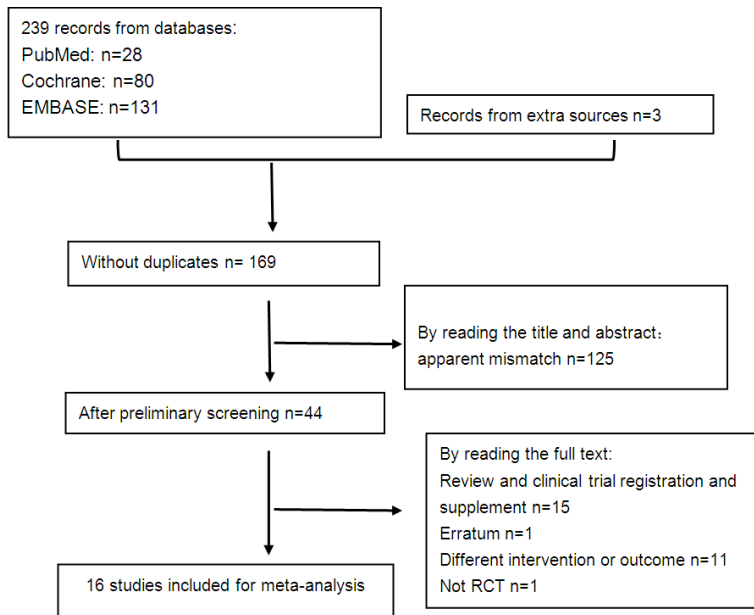 239 records from databases:
PubMed: n=28
Cochrane: n=80
EMBASE: n=131
Records from extra sources n=3
Without duplicates n= 169
By reading the title and abstract：
apparent mismatch n=125
After preliminary screening n=44
By reading the full text:
Review and clinical trial registration and
supplement n=15
Erratum n=1
Different intervention or outcome n=11
Not RCT n=1
16 studies included for meta-analysis